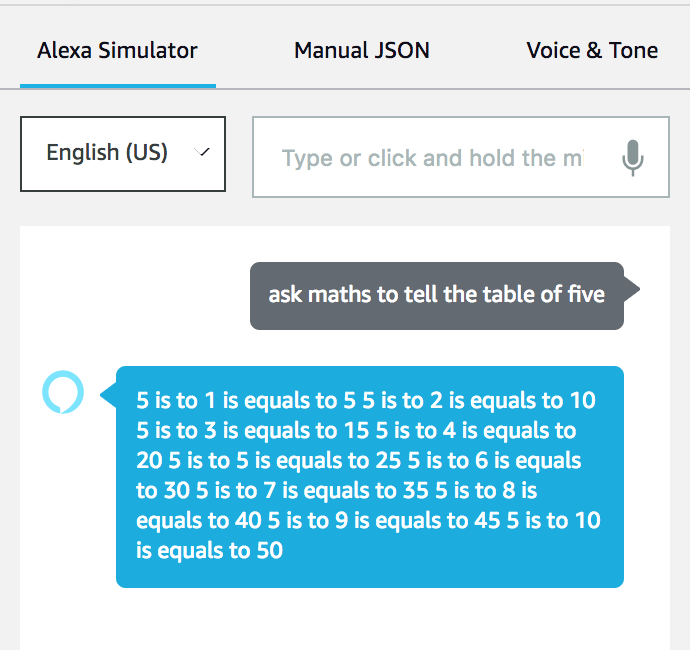 Alexa Simulator
Manual JSON
Voice & Tone
English (US)
Type or click and hold the m
ask maths to tell the table of five
5 is to 1 is equals to 5 5 is to 2 is equals to 10
5 is to 3 is equals to 15 5 is to 4 is equals to
20 5 is to 5 is equals to 25 5 is to 6 is equals
to 30 5 is to 7 is equals to 35 5 is to 8 is
equals to 40 5 is to 9 is equals to 45 5 is to 10
is equals to 50